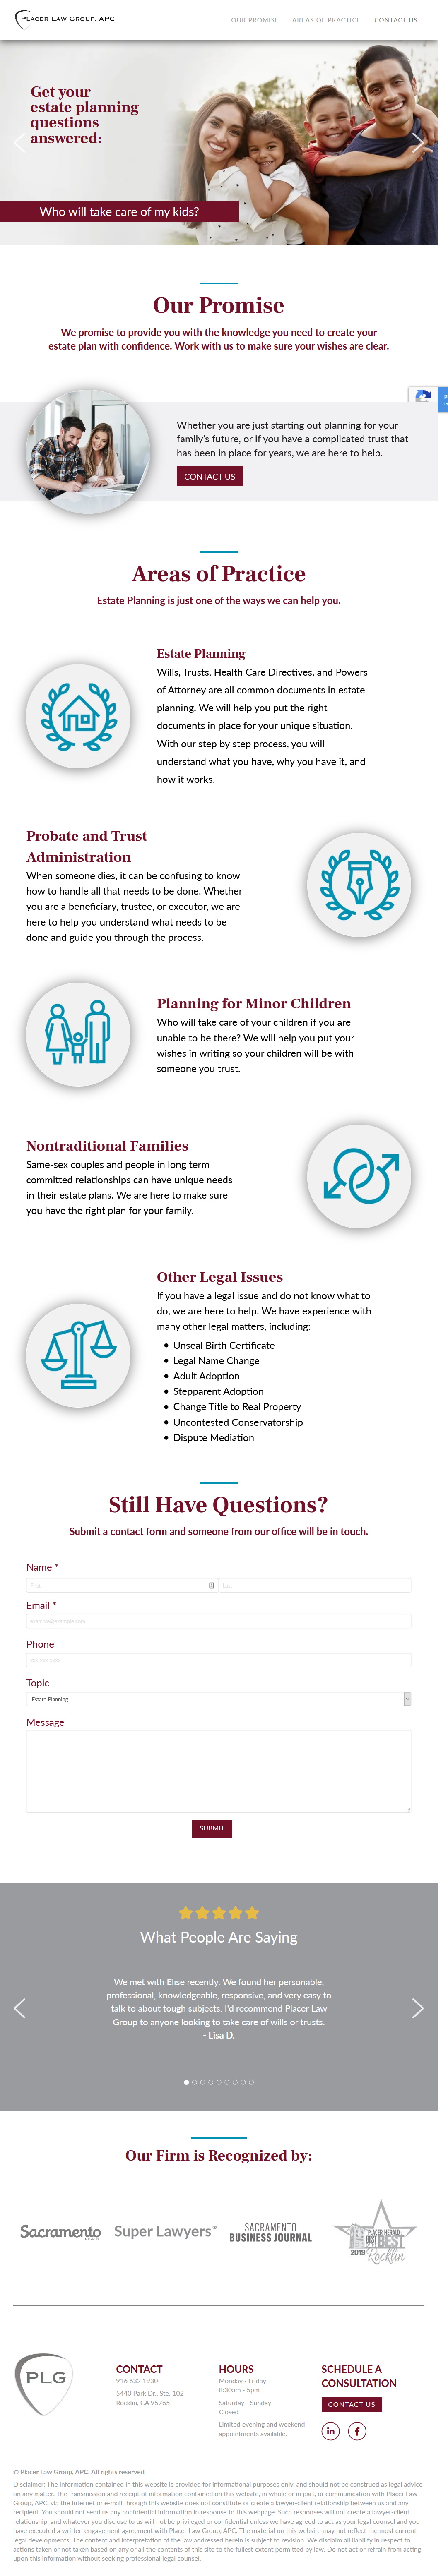 Placer Law Group, APC
OUR PROMISE AREAS OF PRACTICE CONTACT US
Get your
estate planning
questions
answered:
Who will take care of my kids?
Our Promise
We promise to provide you with the knowledge you need to create your
estate plan with confidence. Work with us to make sure your wishes are clear.
Whether you are just starting out planning for your
family's future, or if you have a complicated trust that
has been in place for years, we are here to help.
CONTACT US
Areas of Practice
Estate Planning is just one of the ways we can help you.
Estate Planning
Wills, Trusts, Health Care Directives, and Powers
of Attorney are all common documents in estate
planning. We will help you put the right
documents in place for your unique situation.
With our step by step process, you will
understand what you have, why you have it, and
how it works.
Probate and Trust
Administration
When someone dies, it can be confusing to know
how to handle all that needs to be done. Whether
you are a beneficiary, trustee, or executor, we are
here to help you understand what needs to be
done and guide you through the process.
Planning for Minor Children
Who will take care of your children if you are
unable to be there? We will help you put your
wishes in writing so your children will be with
someone you trust.
Nontraditional Families
Same-sex couples and people in long term
committed relationships can have unique needs
in their estate plans. We are here to make sure
you have the right plan for your family.
Other Legal Issues
If you have a legal issue and do not know what to
do, we are here to help. We have experience with
many other legal matters, including:
• Unseal Birth Certificate
• Legal Name Change
• Adult Adoption
• Stepparent Adoption
• Change Title to Real Property
• Uncontested Conservatorship
• Dispute Mediation
Still Have Questions?
Submit a contact form and someone from our office will be in touch.
Name *
First Last
Email *
example@example.com
Phone
Topic
Estate Planning
Message
SUBMIT
What People Are Saying
We met with Elise recently. We found her personable,
professional, knowledgeable, responsive, and very easy to
talk to about tough subjects. I'd recommend Placer Law
Group to anyone looking to take care of wills or trusts.
- Lisa D.
Our Firm is Recognized by:
Sacramento
Super Lawyers®
SACRAMENTO
BUSINESS JOURNAL
PLACER HERALD
BEST
2019
Rocklin
PLG
CONTACT
916 632 1930
5440 Park Dr., Ste. 102
Rocklin, CA 95765
HOURS
Monday - Friday
8:30am - 5pm
Saturday - Sunday
Closed
Limited evening and weekend
appointments available.
SCHEDULE A
CONSULTATION
CONTACT US
© Placer Law Group, APC. All rights reserved
Disclaimer: The information contained in this website is provided for informational purposes only, and should not be construed as legal advice
on any matter. The transmission and receipt of information contained on this website, in whole or in part, or communication with Placer Law
Group, APC, via the Internet or e-mail through this website does not constitute or create a lawyer-client relationship between us and any
recipient. You should not send us any confidential information in response to this webpage. Such responses will not create a lawyer-client
relationship, and whatever you disclose to us will not be privileged or confidential unless we have agreed to act as your legal counsel and you
have executed a written engagement agreement with Placer Law Group, APC. The material on this website may not reflect the most current
legal developments. The content and interpretation of the law addressed herein is subject to revision. We disclaim all liability in respect to
actions taken or not taken based on any or all the contents of this site to the fullest extent permitted by law. Do not act or refrain from acting
upon this information without seeking professional legal counsel.